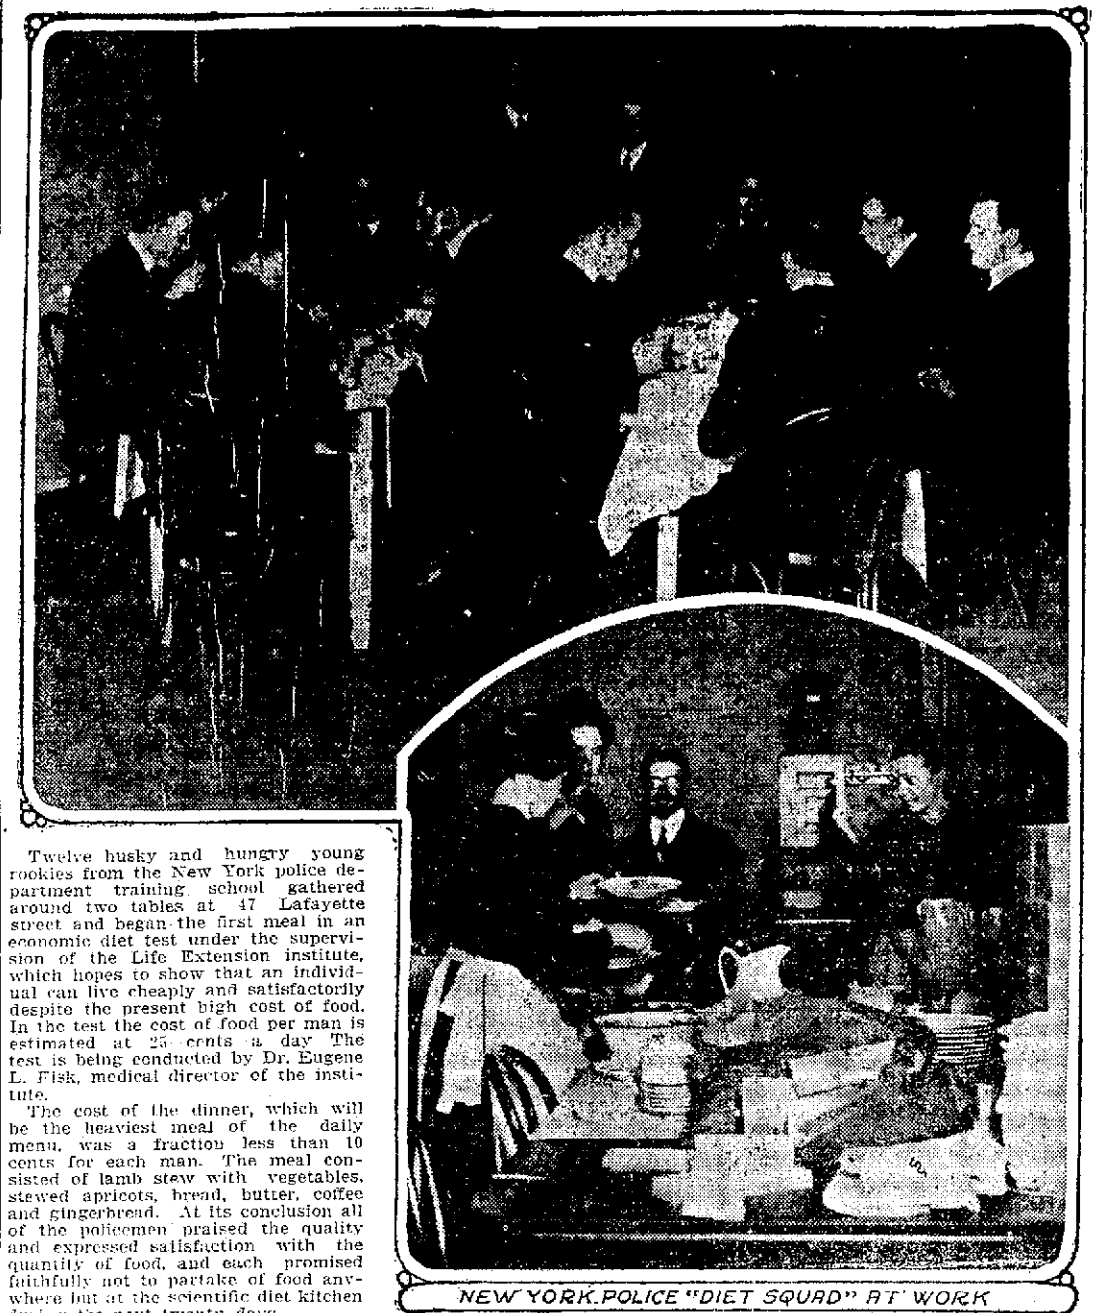 Twelve husky and hungry young
rookies from the New York police de-
partment training school gathered
around two tables at 47 Lafayette
street and began the first meal in an
economic diet test under the supervi-
sion of the Life Extension institute,
which hopes to show that an individ-
ual can live cheaply and satisfactorily
despite the present high cost of food.
In the test the cost of food per man is
estimated at 25 cents a day The
test is being conducted by Dr. Eugene
L. Fisk, medical director of the insti-
tute.
The cost of the dinner, which will
be the heaviest meal of the daily
menu, was a fraction less than 10
cents for each man. The meal con-
sisted of lamb stew with vegetables,
stewed apricots, bread, butter, coffee
and gingerbread. At its conclusion all
of the policemen praised the quality
and expressed satisfaction with the
quantity of food, and each promised
faithfully not to partake of food any-
where but at the scientific diet kitchen
the next twenty days
NEW YORK POLICE "DIET SQUAD" AT WORK